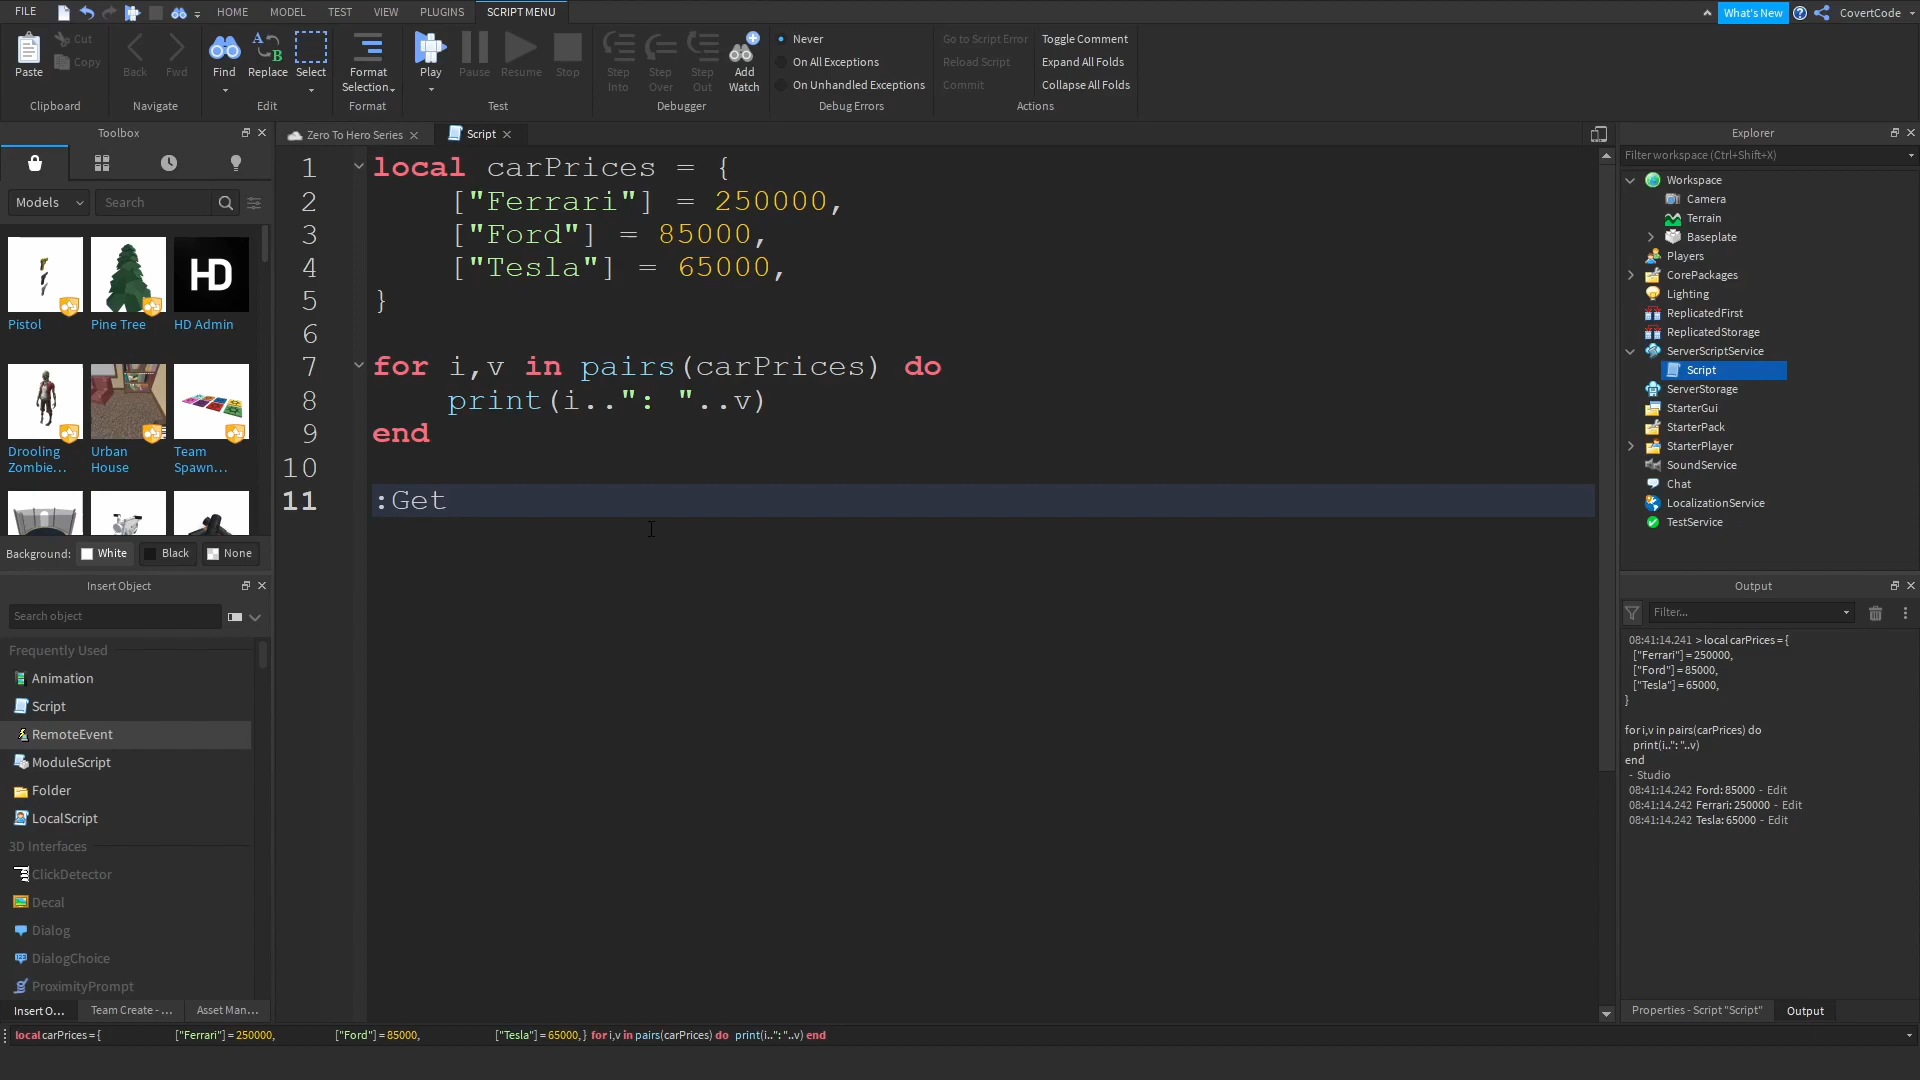 FILE HOME MODEL TEST VIEW PLUGINS SCRIPT MENU What's New CovertCode
Paste Cut Copy
Back Fwd
Find Replace Select
Format Selection
Play Pause Resume Stop
Step Into Step Over Step Out Add Watch
Never
On All Exceptions
On Unhandled Exceptions
Go to Script Error
Reload Script
Commit
Toggle Comment
Expand All Folds
Collapse All Folds
Clipboard Navigate Edit Format Test Debugger Debug Errors Actions
Toolbox
Models Search
HD
Pistol Pine Tree HD Admin
Drooling Zombie... Urban House Team Spawn...
Background: White Black None
Insert Object
Search object
Frequently Used
Animation
Script
RemoteEvent
ModuleScript
Folder
LocalScript
3D Interfaces
ClickDetector
Decal
Dialog
DialogChoice
ProximityPrompt
Insert O... Team Create - ... Asset Man...
Zero To Hero Series Script
1 local carPrices = {
2 ["Ferrari"] = 250000,
3 ["Ford"] = 85000,
4 ["Tesla"] = 65000,
5 }
6
7 for i,v in pairs(carPrices) do
8 print(i..": "..v)
9 end
10
11 :Get
Explorer
Filter workspace (Ctrl+Shift+X)
Workspace
Camera
Terrain
Baseplate
Players
CorePackages
Lighting
ReplicatedFirst
ReplicatedStorage
ServerScriptService
Script
ServerStorage
StarterGui
StarterPack
StarterPlayer
SoundService
Chat
LocalizationService
TestService
Output
Filter...
08:41:14.241 > local carPrices = {
["Ferrari"] = 250000,
["Ford"] = 85000,
["Tesla"] = 65000,
}
for i,v in pairs(carPrices) do
print(i..": "..v)
end
- Studio
08:41:14.242 Ford: 85000 - Edit
08:41:14.242 Ferrari: 250000 - Edit
08:41:14.242 Tesla: 65000 - Edit
Properties - Script "Script" Output
local carPrices = { ["Ferrari"] = 250000, ["Ford"] = 85000, ["Tesla"] = 65000, } for i,v in pairs(carPrices) do print(i..": "..v) end